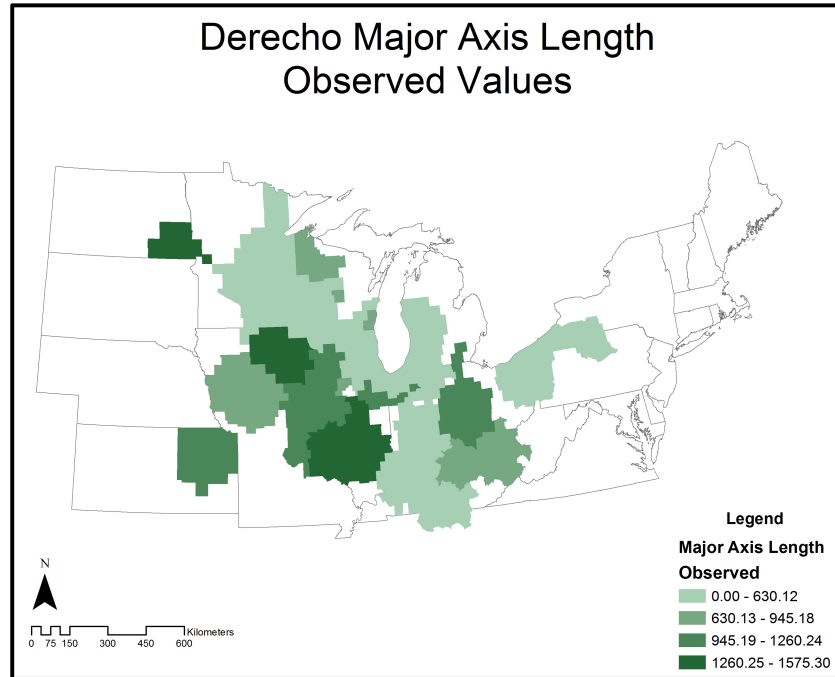 Derecho Major Axis Length
Observed Values
N
Kilometers
0 75 150 300 450 600
Legend
Major Axis Length
Observed
0.00 - 630.12
630.13 - 945.18
945.19 - 1260.24
1260.25 - 1575.30